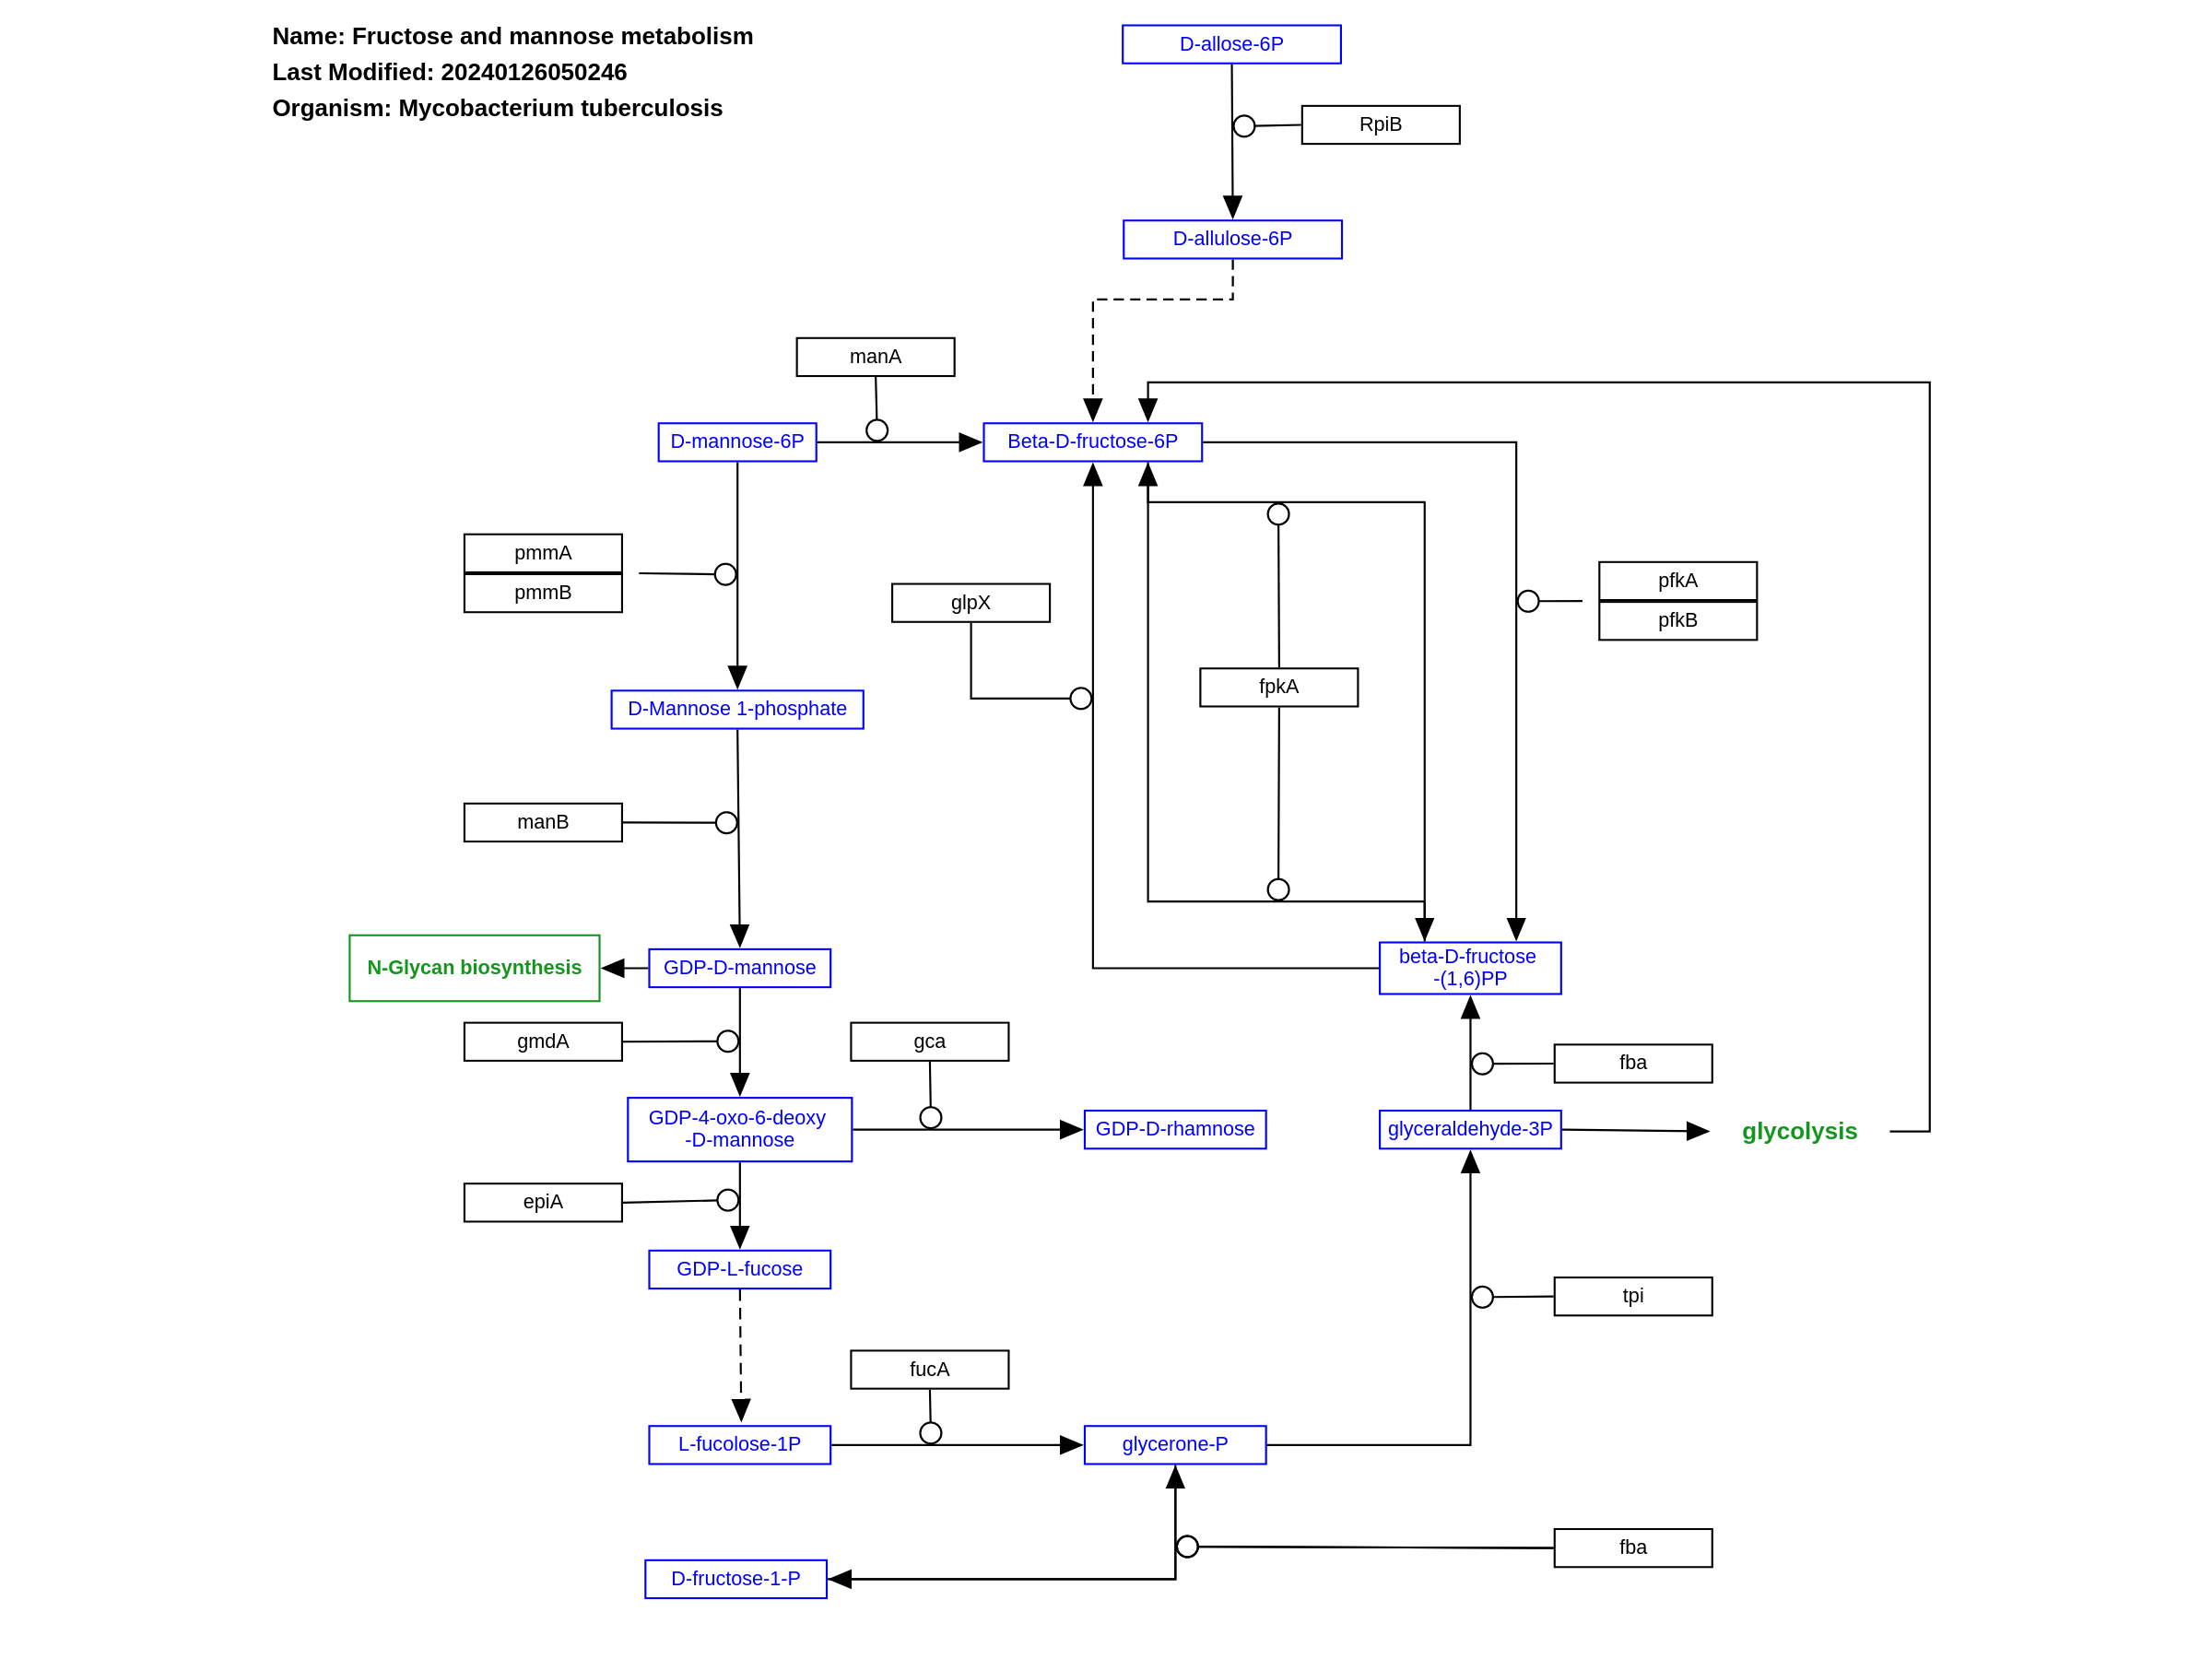 Name: Fructose and mannose metabolism
Last Modified: 20240126050246
Organism: Mycobacterium tuberculosis
D-allose-6P
RpiB
D-allulose-6P
manA
D-mannose-6P
Beta-D-fructose-6P
pmmA
pmmB
glpX
fpkA
pfkA
pfkB
D-Mannose 1-phosphate
manB
N-Glycan biosynthesis
GDP-D-mannose
beta-D-fructose
-(1,6)PP
gmdA
gca
fba
GDP-4-oxo-6-deoxy
-D-mannose
GDP-D-rhamnose
glyceraldehyde-3P
glycolysis
epiA
GDP-L-fucose
tpi
fucA
L-fucolose-1P
glycerone-P
fba
D-fructose-1-P